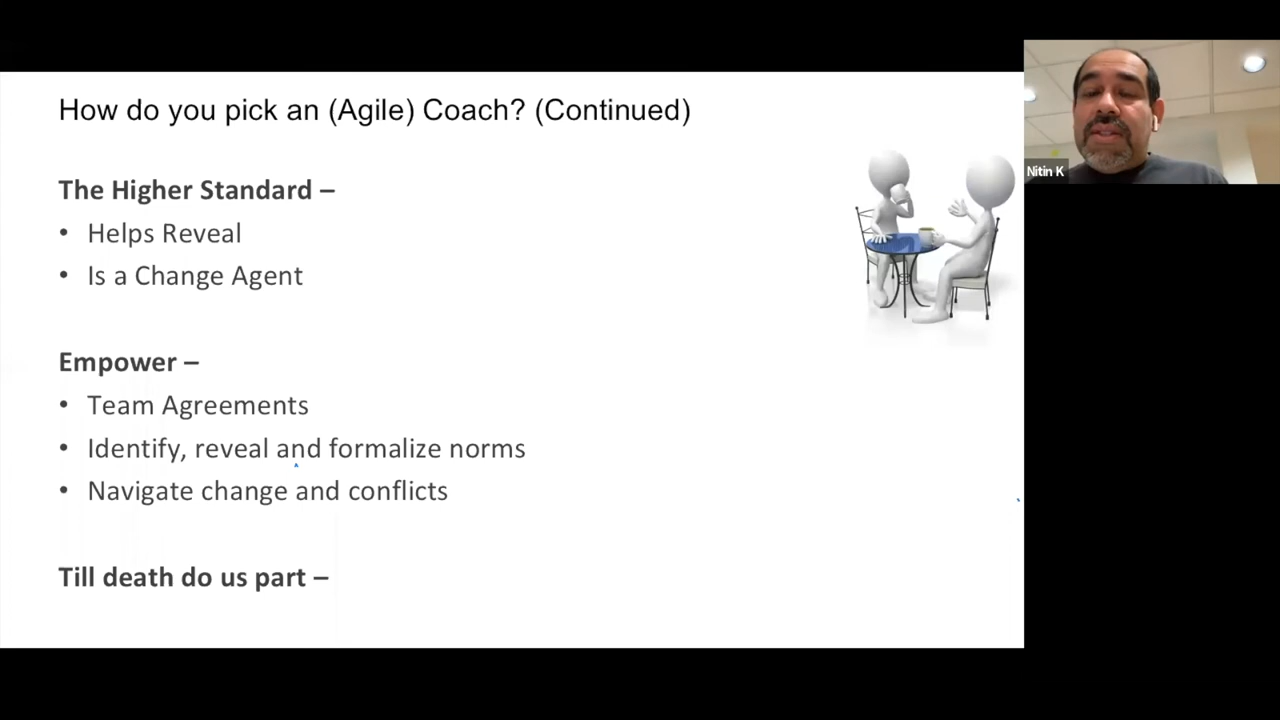 How do you pick an (Agile) Coach? (Continued)
The Higher Standard –
• Helps Reveal
• Is a Change Agent
Empower –
• Team Agreements
• Identify, reveal and formalize norms
• Navigate change and conflicts
Till death do us part –
Nitin K